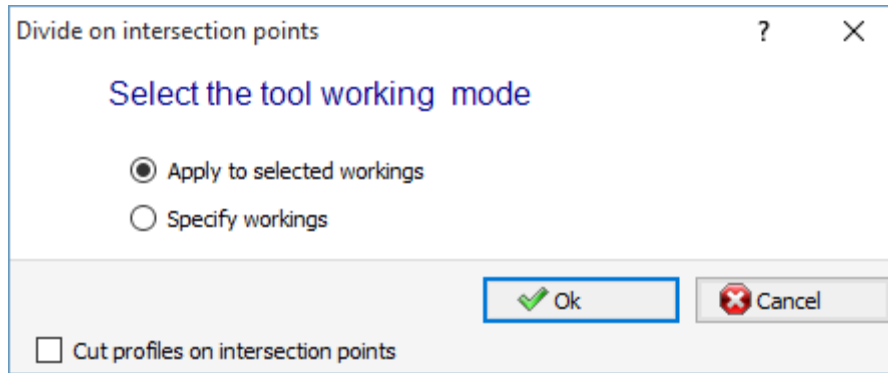 Divide on intersection points ?
Select the tool working mode
Apply to selected workings
Specify workings
Ok Cancel
Cut profiles on intersection points